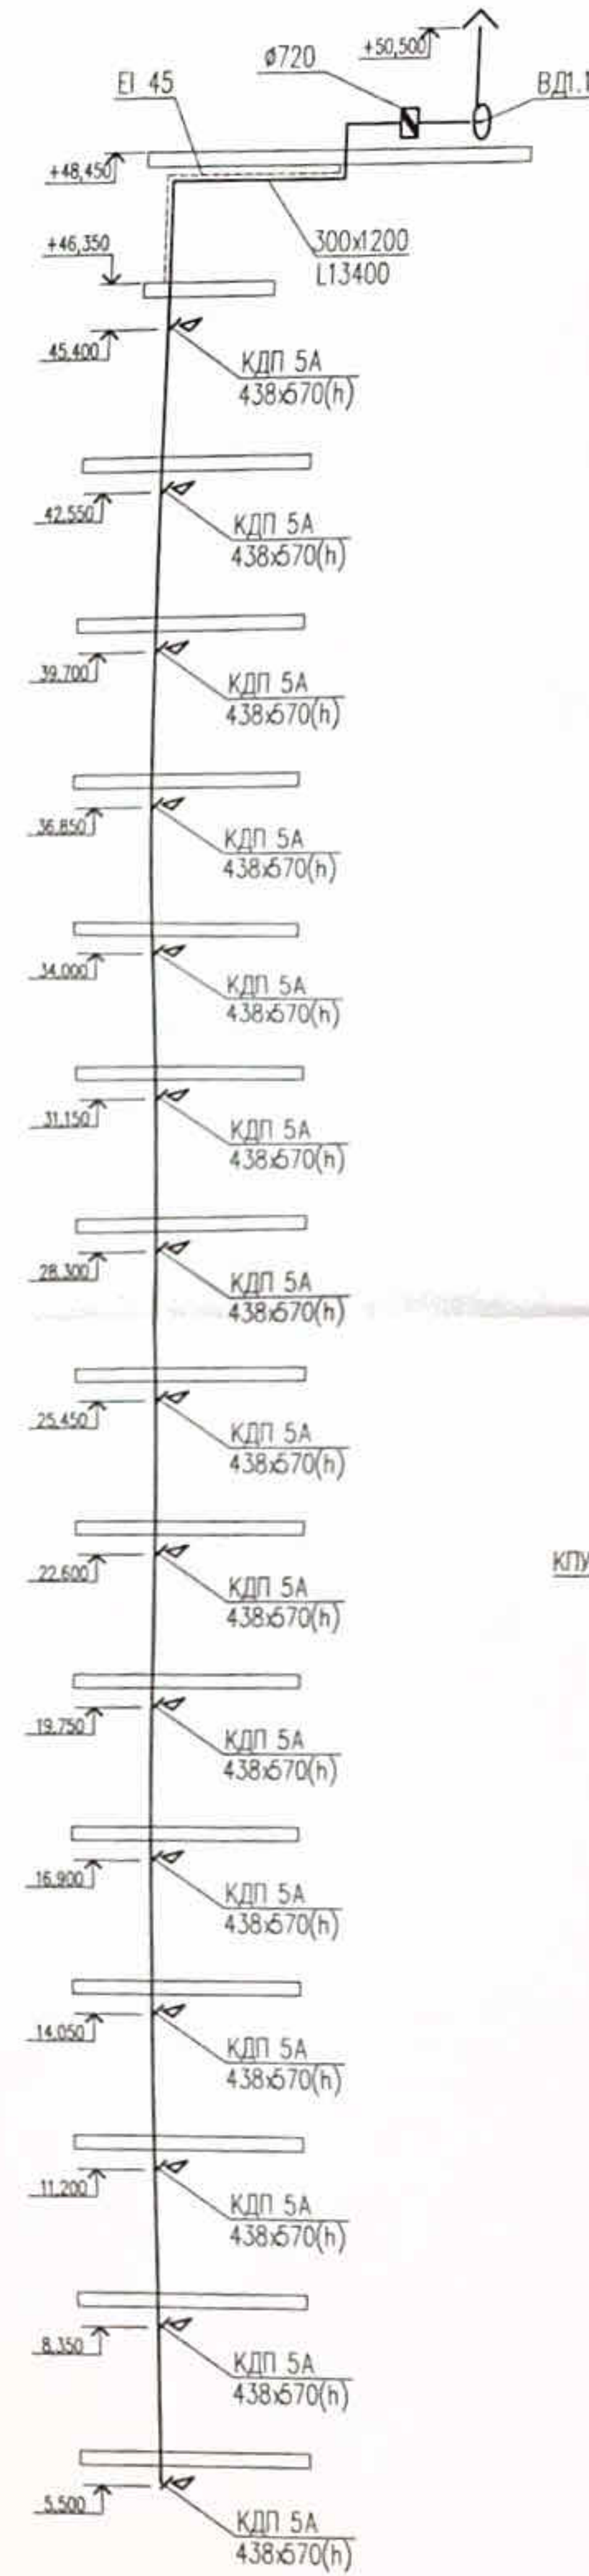 +50,500
ø720
EI 45
ВД1.1
+48,450
+46,350
300х1200
L13400
45.400
КДП 5А
438х570(h)
42.550
КДП 5А
438х570(h)
39.700
КДП 5А
438х570(h)
36.850
КДП 5А
438х570(h)
34.000
КДП 5А
438х570(h)
31.150
КДП 5А
438х570(h)
28.300
КДП 5А
438х570(h)
25.450
КДП 5А
438х570(h)
22.600
КПУ
КДП 5А
438х570(h)
19.750
КДП 5А
438х570(h)
16.900
КДП 5А
438х570(h)
14.050
КДП 5А
438х570(h)
11.200
КДП 5А
438х570(h)
8.350
КДП 5А
438х570(h)
5.500
КДП 5А
438х570(h)